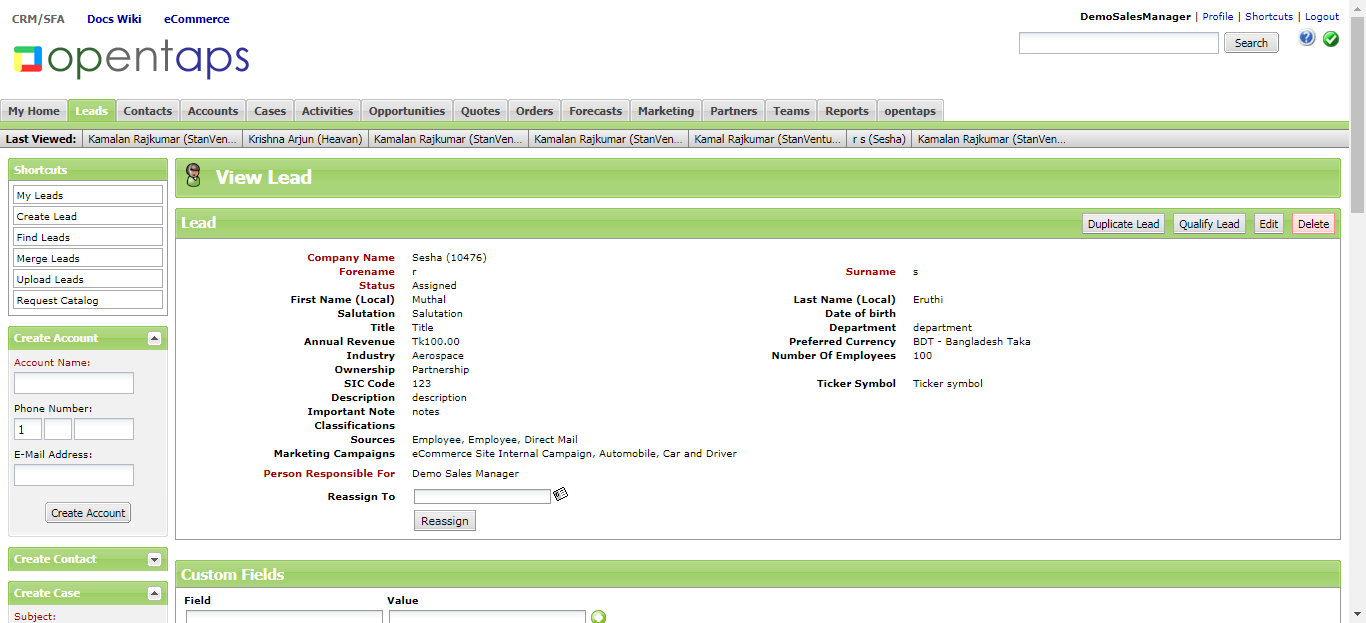 CRM/SFA Docs Wiki eCommerce
DemoSalesManager | Profile | Shortcuts | Logout
opentaps
Search
My Home Leads Contacts Accounts Cases Activities Opportunities Quotes Orders Forecasts Marketing Partners Teams Reports opentaps
Last Viewed: Kamalan Rajkumar (StanVen... Krishna Arjun (Heavan) Kamalan Rajkumar (StanVen... Kamalan Rajkumar (StanVen... Kamal Rajkumar (StanVentu... r s (Sesha) Kamalan Rajkumar (StanVen...
Shortcuts
My Leads
Create Lead
Find Leads
Merge Leads
Upload Leads
Request Catalog
Create Account
Account Name:
Phone Number:
1
E-Mail Address:
Create Account
Create Contact
Create Case
Subject:
View Lead
Lead
Duplicate Lead Qualify Lead Edit Delete
Company Name Sesha (10476)
Forename r Surname s
Status Assigned
First Name (Local) Muthal Last Name (Local) Eruthi
Salutation Salutation Date of birth
Title Title Department department
Annual Revenue Tk100.00 Preferred Currency BDT - Bangladesh Taka
Industry Aerospace Number Of Employees 100
Ownership Partnership
SIC Code 123 Ticker Symbol Ticker symbol
Description description
Important Note notes
Classifications
Sources Employee, Employee, Direct Mail
Marketing Campaigns eCommerce Site Internal Campaign, Automobile, Car and Driver
Person Responsible For Demo Sales Manager
Reassign To
Reassign
Custom Fields
Field Value